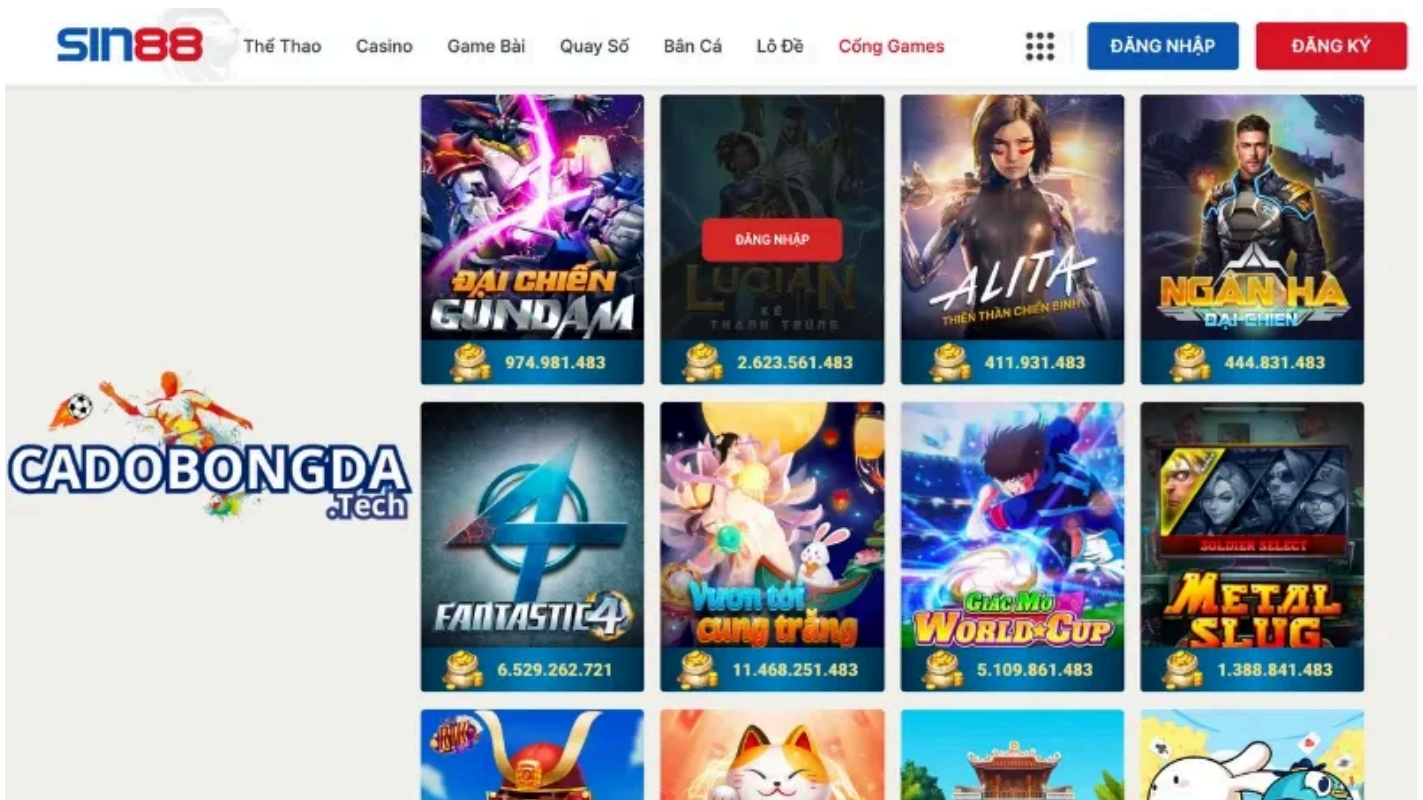 SIN88 Thể Thao Casino Game Bài Quay Số Bắn Cá Lô Đề Cổng Games ĐĂNG NHẬP ĐĂNG KÝ
ĐẠI CHIẾN
GUNDAM
974.981.483
ĐĂNG NHẬP
LUCIAN
KẺ
THÁNH TRÙNG
2.623.561.483
ALITA
THIÊN THẦN CHIẾN BINH
411.931.483
NGÂN HÀ
ĐẠI CHIẾN
444.831.483
CADOBONGDA
.Tech
4
FANTASTIC4
6.529.262.721
Vươn tới
cung trăng
11.468.251.483
Giấc Mơ
WORLD CUP
5.109.861.483
SOLDIER SELECT
METAL
SLUG
1.388.841.483